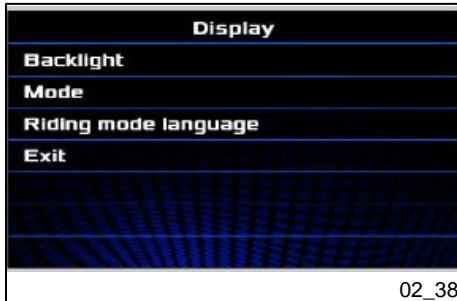 Display
Backlight
Mode
Riding mode language
Exit
02_38